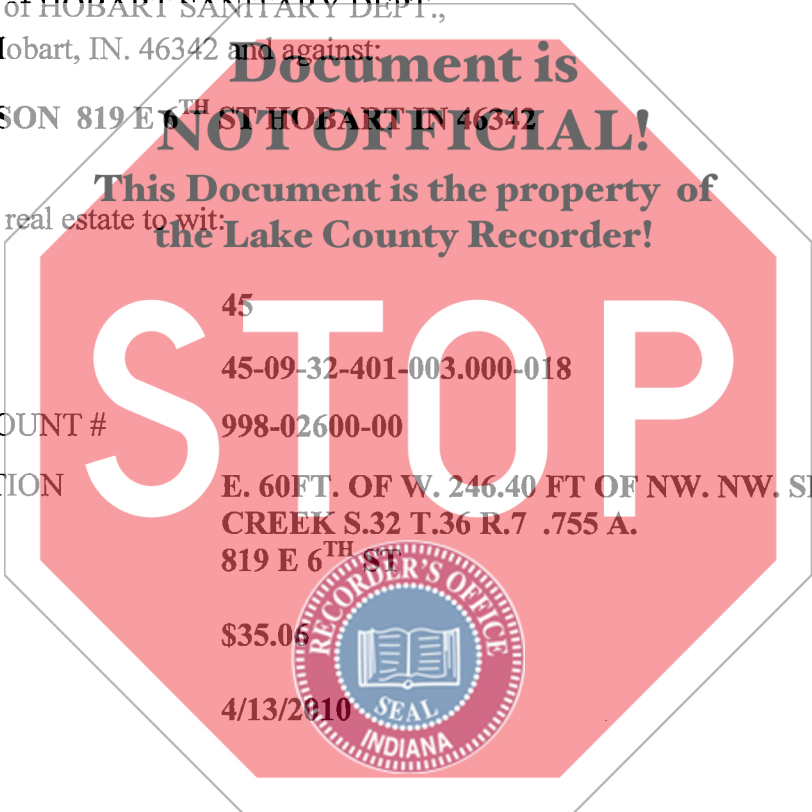 of HOBART SANITARY DEPT.,
Hobart, IN. 46342 and against:
Document is
SON 819 E 6TH ST HOBART IN 46342
NOT OFFICIAL!
This Document is the property of
real estate to wit:
the Lake County Recorder!
45
STOP
45-09-32-401-003.000-018
OUNT # 998-02600-00
TION E. 60FT. OF W. 246.40 FT OF NW. NW. S
CREEK S.32 T.36 R.7 .755 A.
819 E 6TH ST
$35.06
4/13/2010
RECORDER'S OFFICE
SEAL
INDIANA